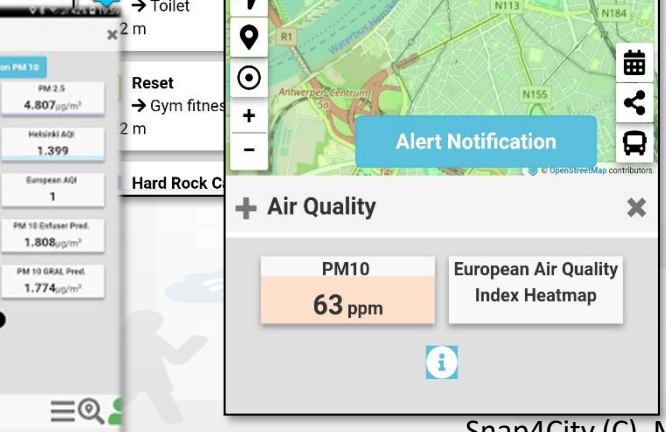 on PM 10
PM 2.5
4.807µg/m³
Helsinki AQI
1.399
European AQI
1
PM 10 Enfuser Pred.
1.808µg/m³
PM 10 GRAL Pred.
1.774µg/m³
→ Toilet
2 m
Reset
→ Gym fitnes
2 m
Hard Rock C
N113
N184
R1
Waterbus Hemi
Antwerpen-Centrum
5a
N155
+
−
Alert Notification
© OpenStreetMap contributors.
+ Air Quality ×
PM10
63 ppm
European Air Quality
Index Heatmap
i
Snap4City (C),